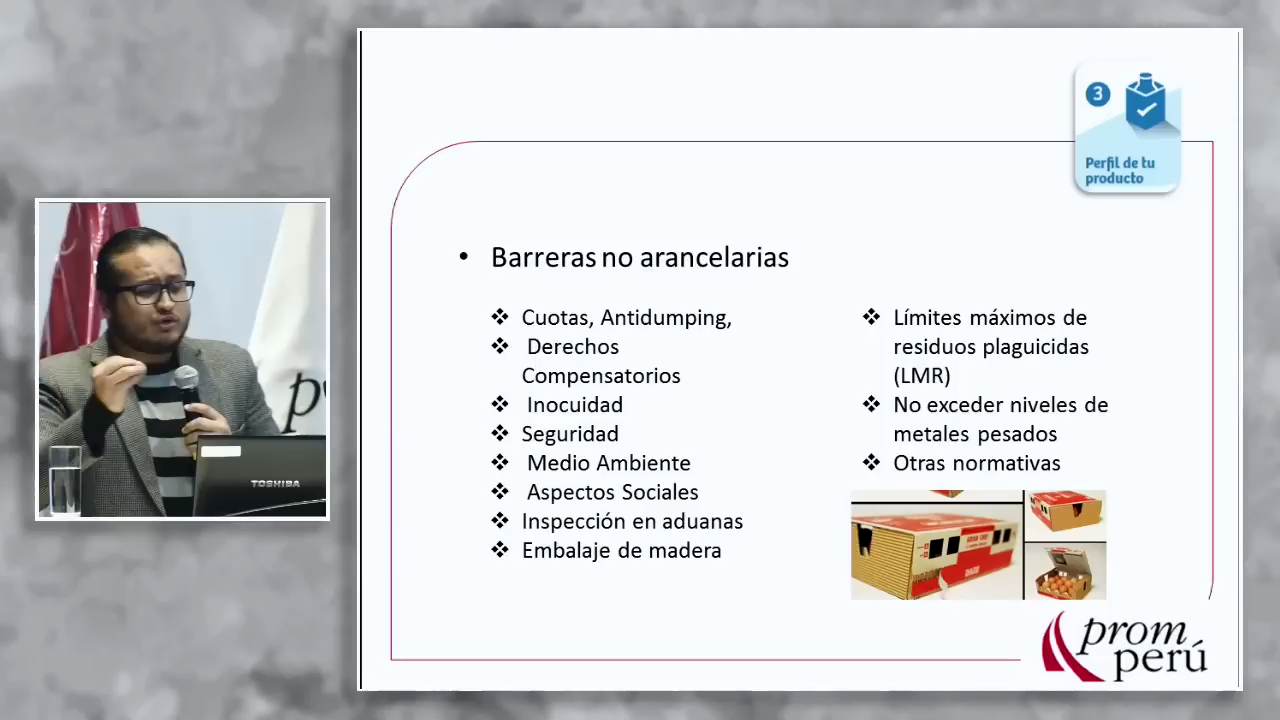 3
Perfil de tu
producto
• Barreras no arancelarias
❖ Cuotas, Antidumping,
❖ Derechos
Compensatorios
❖ Inocuidad
❖ Seguridad
❖ Medio Ambiente
❖ Aspectos Sociales
❖ Inspección en aduanas
❖ Embalaje de madera
❖ Límites máximos de
residuos plaguicidas
(LMR)
❖ No exceder niveles de
metales pesados
❖ Otras normativas
prom
perú
TOSHIBA
p